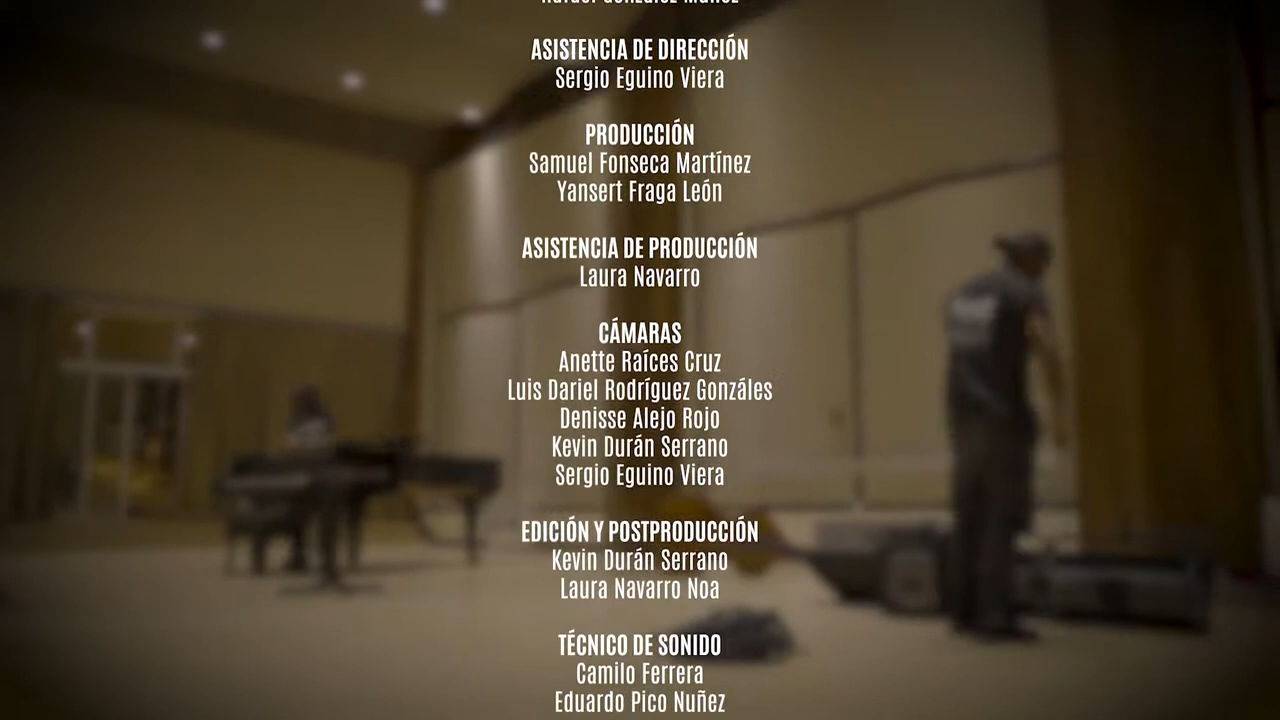 ASISTENCIA DE DIRECCIÓN
Sergio Eguino Viera
PRODUCCIÓN
Samuel Fonseca Martínez
Yansert Fraga León
ASISTENCIA DE PRODUCCIÓN
Laura Navarro
CÁMARAS
Anette Raíces Cruz
Luis Dariel Rodríguez Gonzáles
Denisse Alejo Rojo
Kevin Durán Serrano
Sergio Eguino Viera
EDICIÓN Y POSTPRODUCCIÓN
Kevin Durán Serrano
Laura Navarro Noa
TÉCNICO DE SONIDO
Camilo Ferrera
Eduardo Pico Nuñez